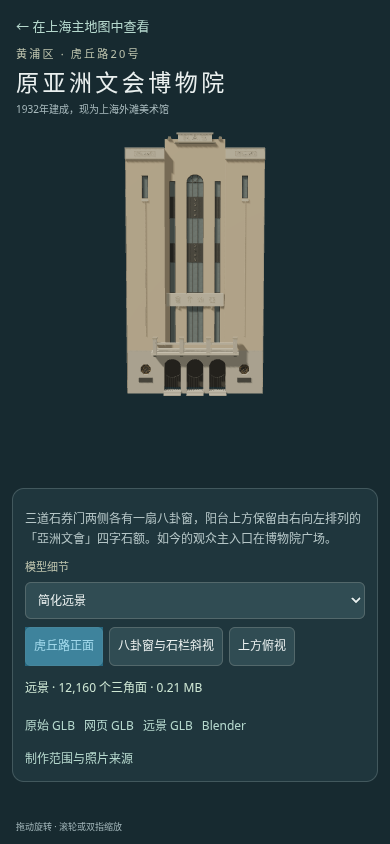 ← 在上海主地图中查看
黄浦区 · 虎丘路20号
原亚洲文会博物院
1932年建成，现为上海外滩美术馆
三道石券门两侧各有一扇八卦窗，阳台上方保留由右向左排列的
「亞洲文會」四字石额。如今的观众主入口在博物院广场。
模型细节
简化远景
虎丘路正面 八卦窗与石栏斜视 上方俯视
远景 · 12,160 个三角面 · 0.21 MB
原始 GLB 网页 GLB 远景 GLB Blender
制作范围与照片来源
拖动旋转 · 滚轮或双指缩放